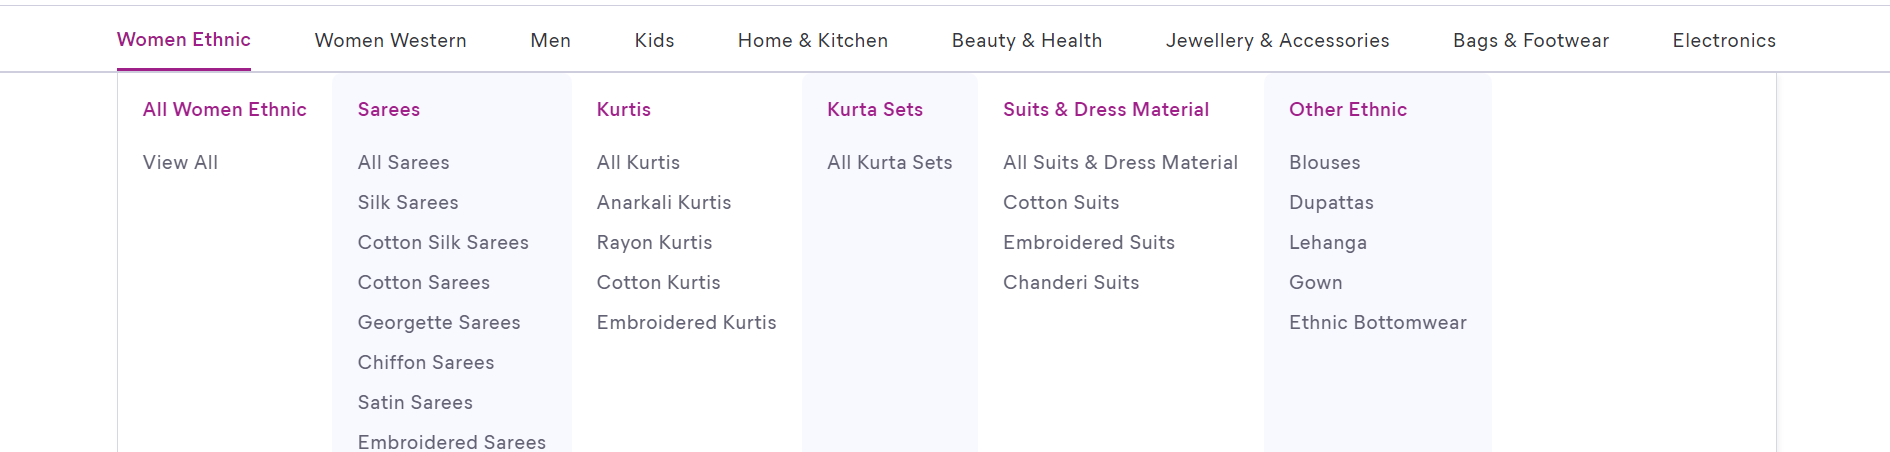 Women Ethnic
Women Western
Men
Kids
Home & Kitchen
Beauty & Health
Jewellery & Accessories
Bags & Footwear
Electronics
All Women Ethnic
View All
Sarees
All Sarees
Silk Sarees
Cotton Silk Sarees
Cotton Sarees
Georgette Sarees
Chiffon Sarees
Satin Sarees
Embroidered Sarees
Kurtis
All Kurtis
Anarkali Kurtis
Rayon Kurtis
Cotton Kurtis
Embroidered Kurtis
Kurta Sets
All Kurta Sets
Suits & Dress Material
All Suits & Dress Material
Cotton Suits
Embroidered Suits
Chanderi Suits
Other Ethnic
Blouses
Dupattas
Lehanga
Gown
Ethnic Bottomwear